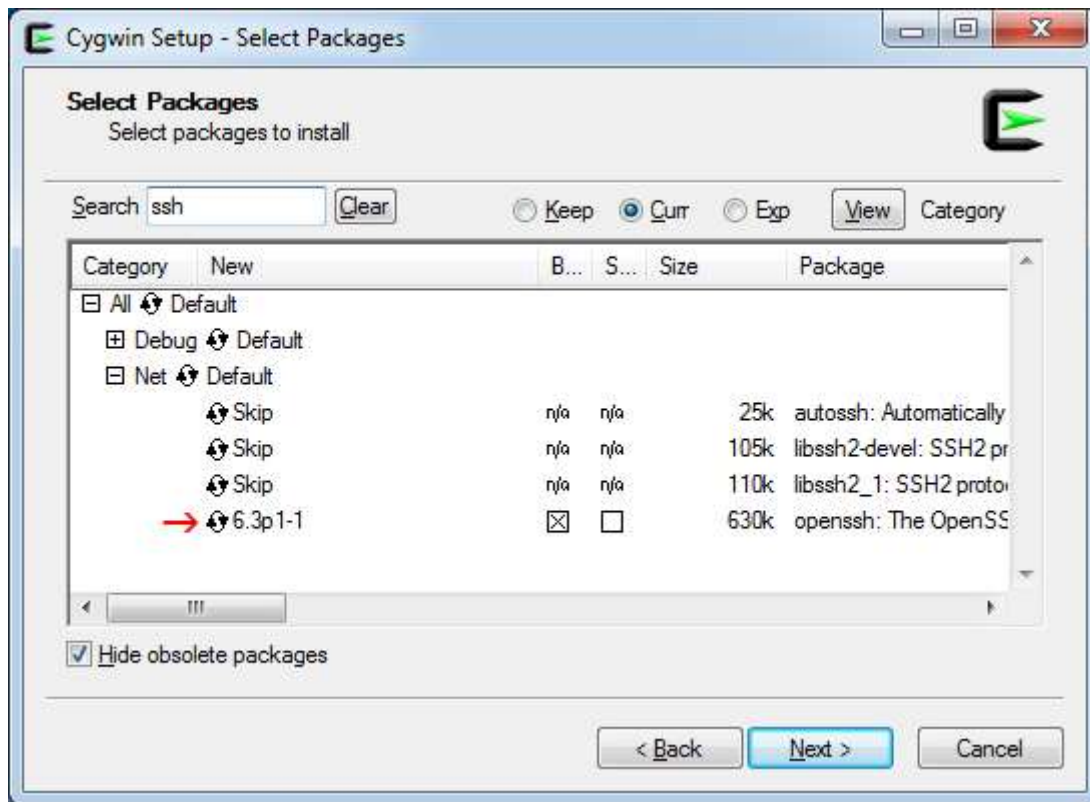 Cygwin Setup - Select Packages
Select Packages
Select packages to install
Search ssh Clear Keep Curr Exp View Category
Category New B... S... Size Package
All Default
Debug Default
Net Default
Skip n/a n/a 25k autossh: Automatically
Skip n/a n/a 105k libssh2-devel: SSH2 pr
Skip n/a n/a 110k libssh2_1: SSH2 proto
6.3p1-1 630k openssh: The OpenSS
Hide obsolete packages
< Back Next > Cancel